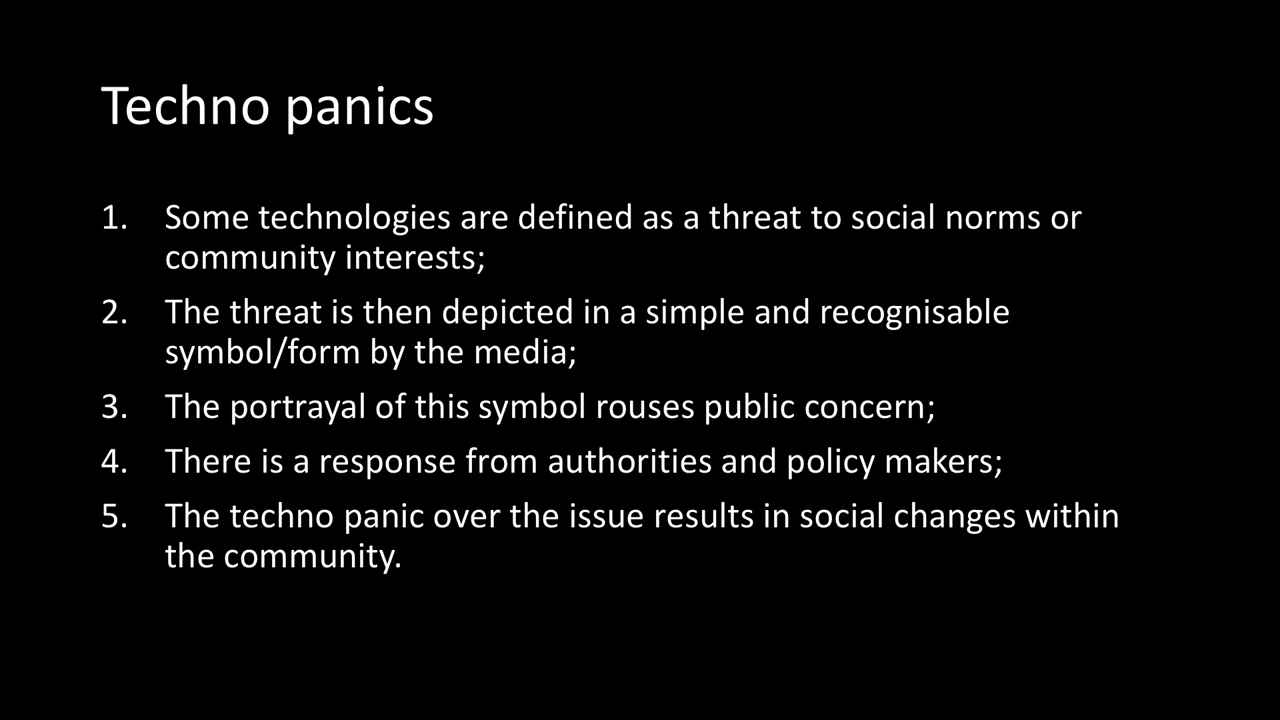 Techno panics
1. Some technologies are defined as a threat to social norms or
community interests;
2. The threat is then depicted in a simple and recognisable
symbol/form by the media;
3. The portrayal of this symbol rouses public concern;
4. There is a response from authorities and policy makers;
5. The techno panic over the issue results in social changes within
the community.